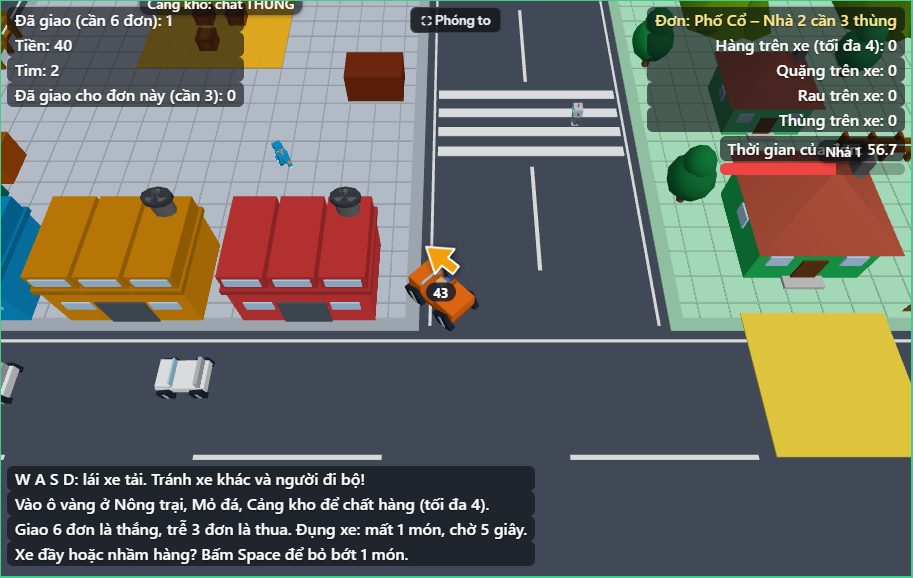 Đã giao (cần 6 đơn): 1
Cảng kho: chất THÙNG
Phóng to
Đơn: Phố Cổ – Nhà 2 cần 3 thùng
Tiền: 40
Hàng trên xe (tối đa 4): 0
Tim: 2
Quặng trên xe: 0
Đã giao cho đơn này (cần 3): 0
Rau trên xe: 0
Thùng trên xe: 0
Thời gian 56.7
Nhà 1
43
W A S D: lái xe tải. Tránh xe khác và người đi bộ!
Vào ô vàng ở Nông trại, Mỏ đá, Cảng kho để chất hàng (tối đa 4).
Giao 6 đơn là thắng, trễ 3 đơn là thua. Đụng xe: mất 1 món, chờ 5 giây.
Xe đầy hoặc nhầm hàng? Bấm Space để bỏ bớt 1 món.